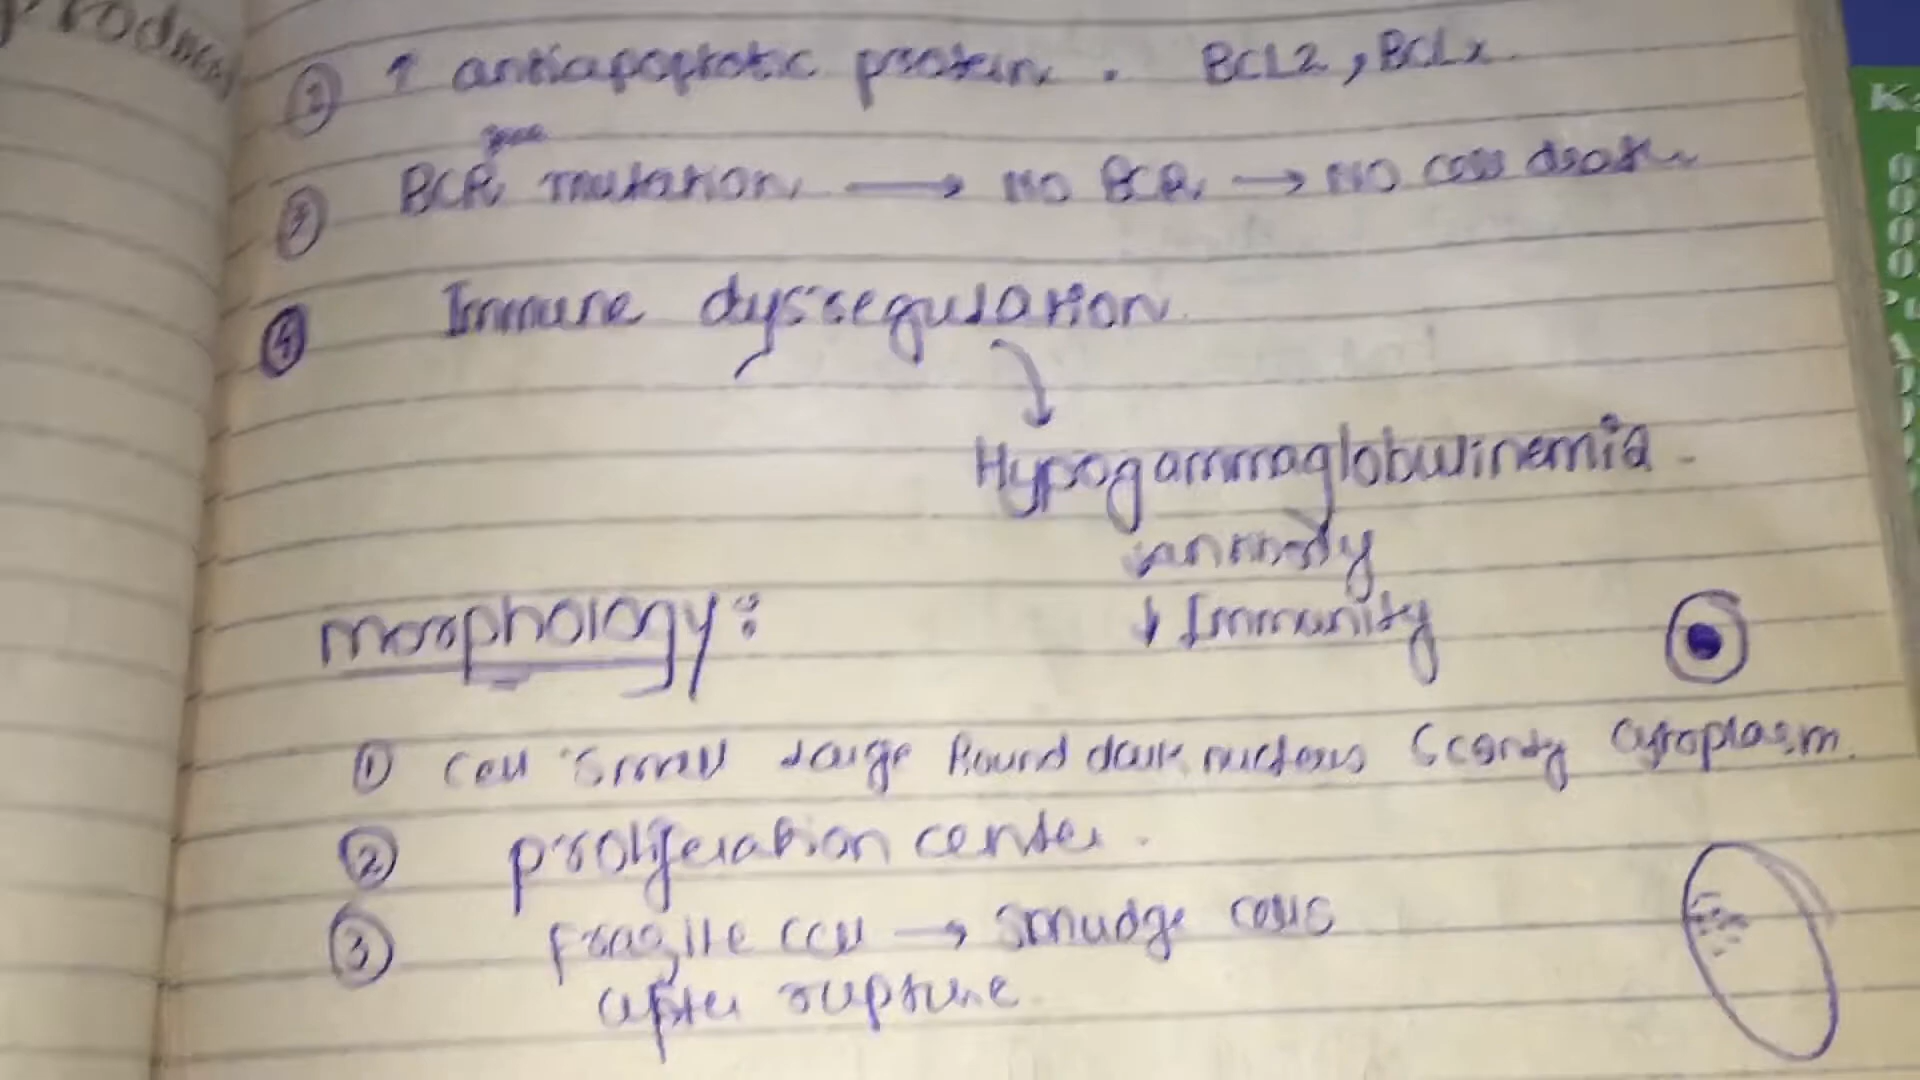 ② ↑ antiapoptotic protein. BCL2, BCLx
gene
③ BCR mutation → No BCR → No cell death
④ Immune dysregulation
Hypogammaglobulinemia
↓ Immunity
morphology:
① Cell small large Round dark nucleus Scanty cytoplasm.
② proliferation center.
③ fragile cell → smudge cells
after rupture